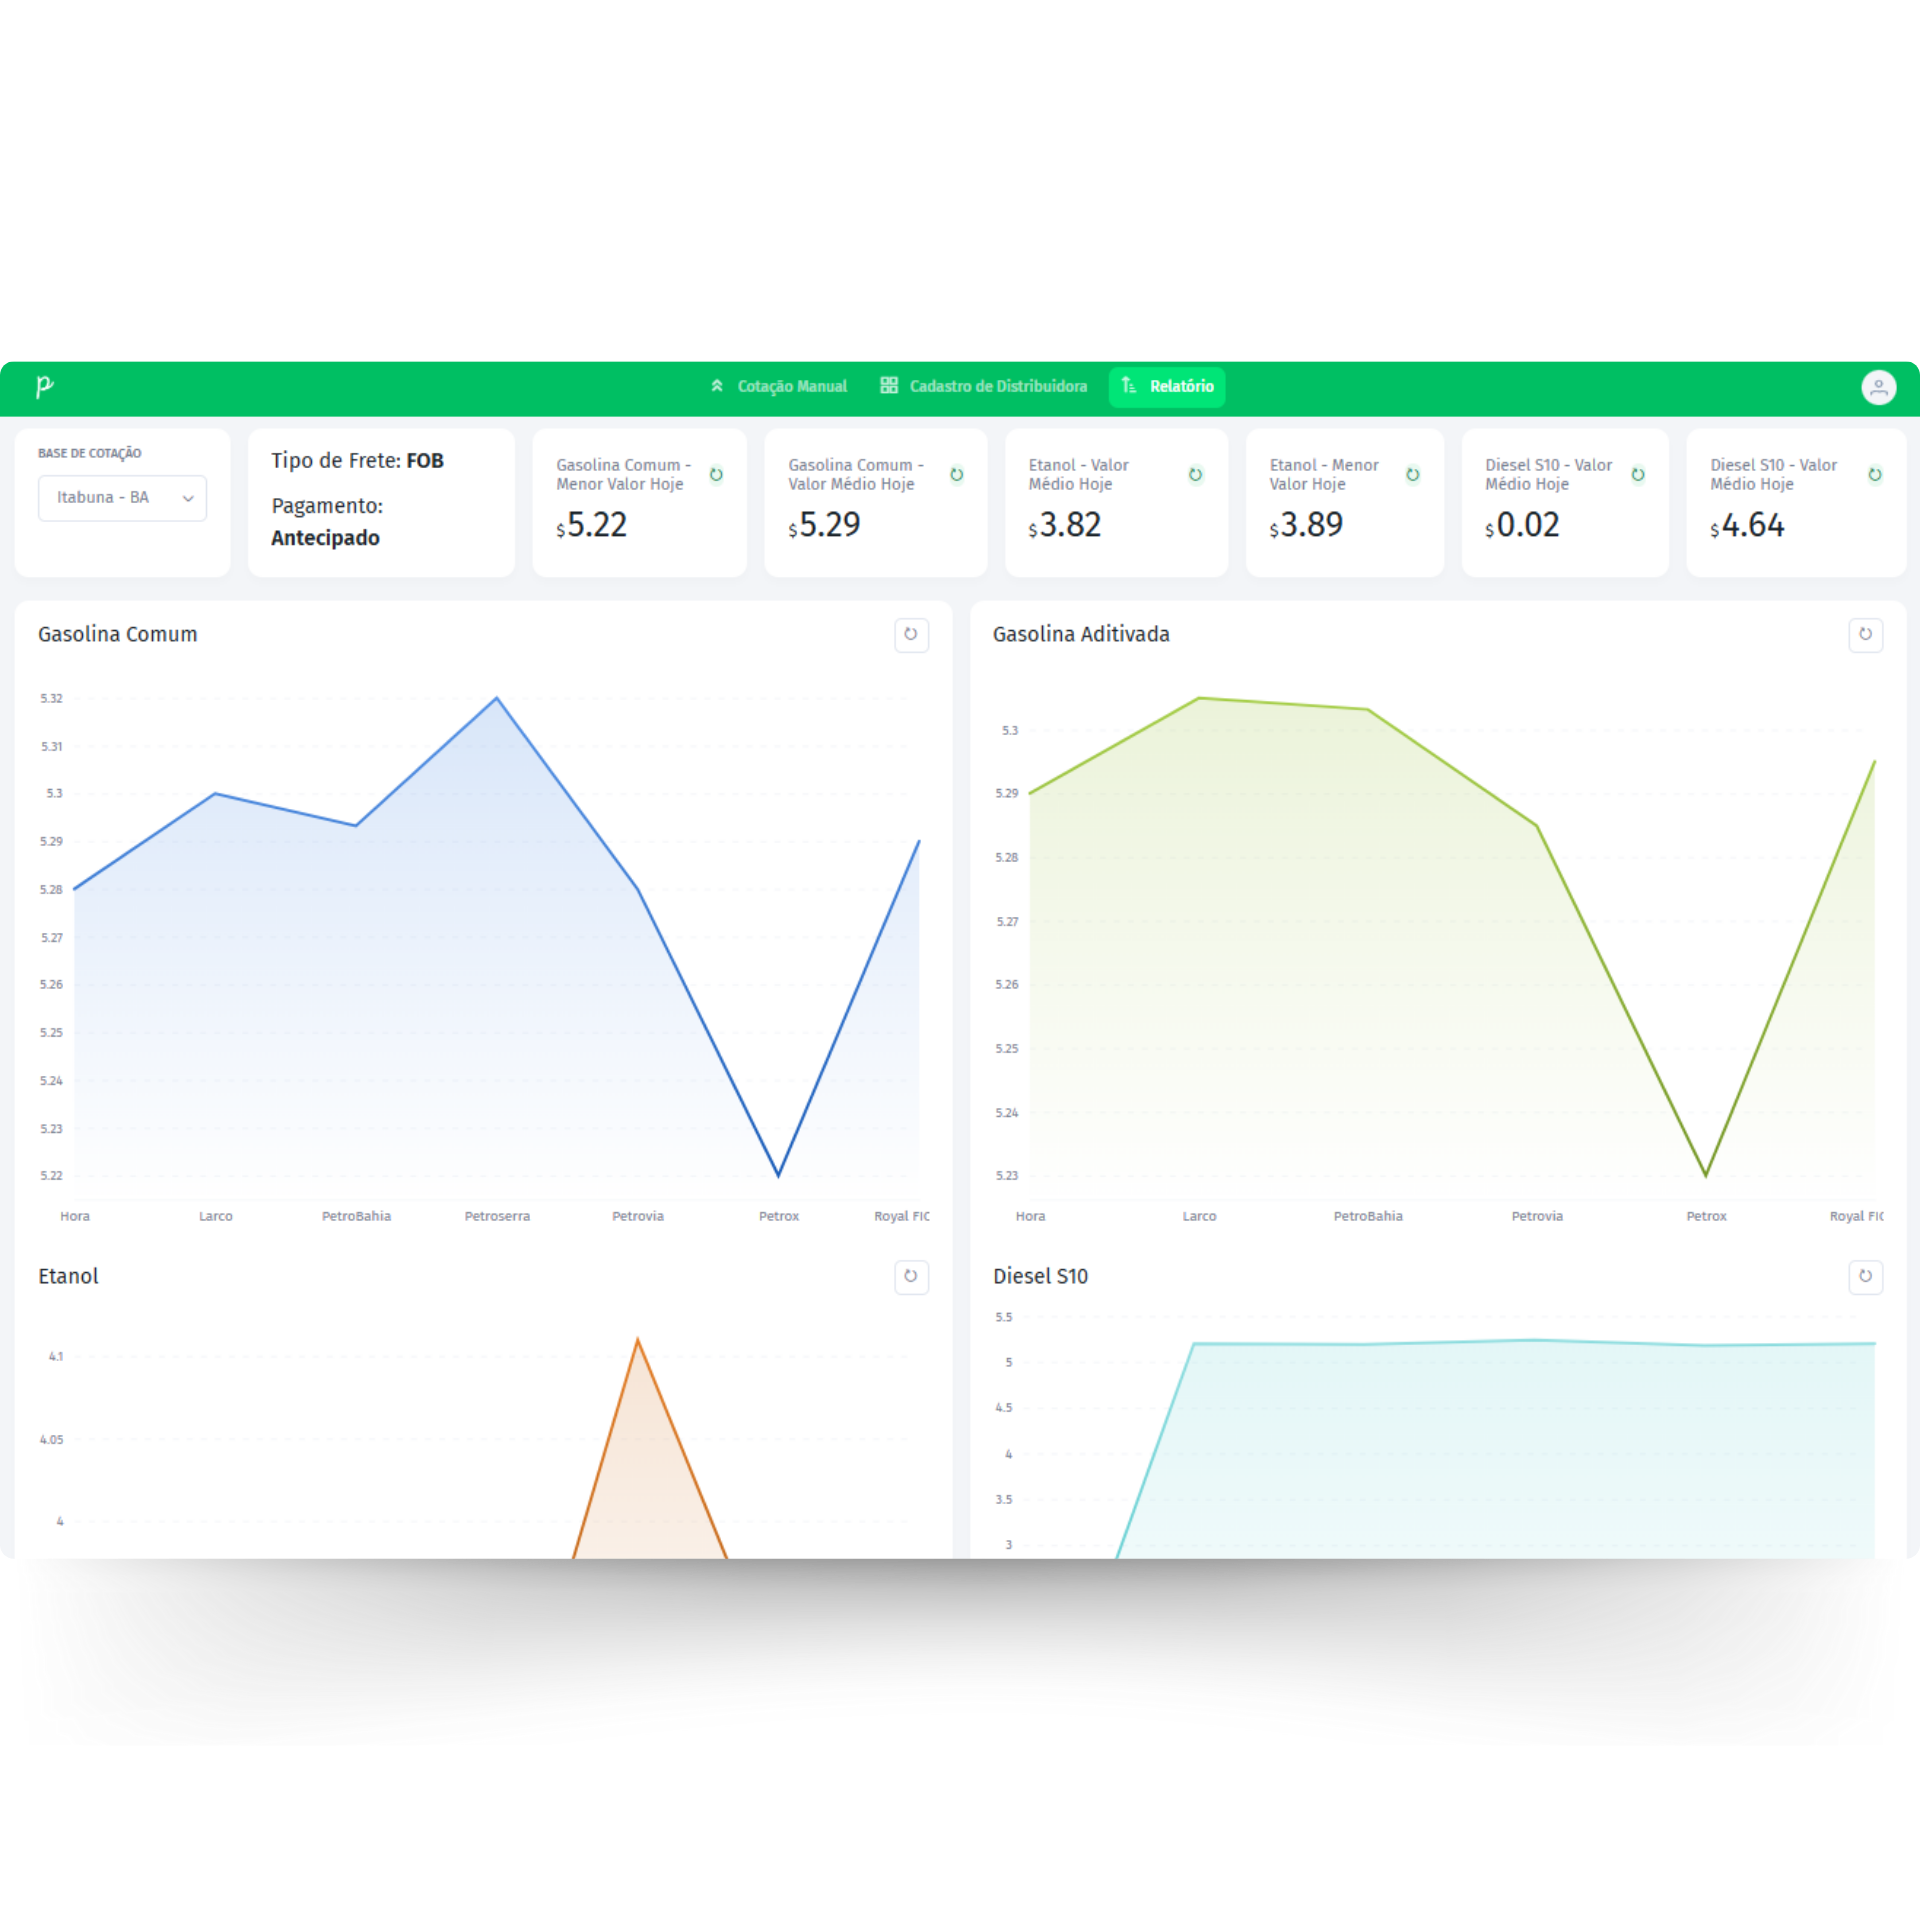 Cotação Manual
Cadastro de Distribuidora
Relatório
BASE DE COTAÇÃO
Itabuna - BA
Tipo de Frete: FOB
Pagamento:
Antecipado
Gasolina Comum -
Menor Valor Hoje
$5.22
Gasolina Comum -
Valor Médio Hoje
$5.29
Etanol - Valor
Médio Hoje
$3.82
Etanol - Menor
Valor Hoje
$3.89
Diesel S10 - Valor
Médio Hoje
$0.02
Diesel S10 - Valor
Médio Hoje
$4.64
Gasolina Comum
5.32
5.31
5.3
5.29
5.28
5.27
5.26
5.25
5.24
5.23
5.22
Hora Larco PetroBahia Petroserra Petrovia Petrox Royal FIC
Gasolina Aditivada
5.3
5.29
5.28
5.27
5.26
5.25
5.24
5.23
Hora Larco PetroBahia Petrovia Petrox Royal FIC
Etanol
4.1
4.05
4
Diesel S10
5.5
5
4.5
4
3.5
3